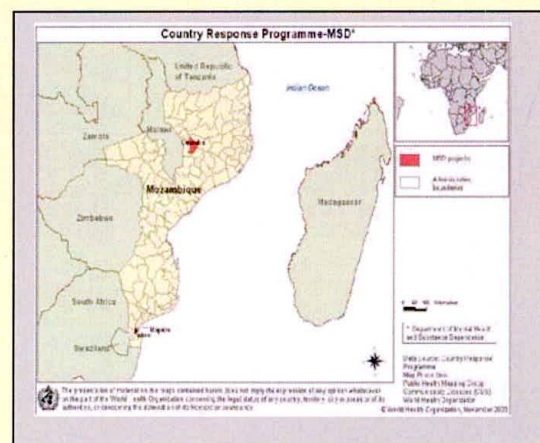 Country Response Programme-MSD*
United Republic
of Tanzania
Indian Ocean
Zambia
Malawi
Mozambique
Madagascar
Zimbabwe
South Africa
Swaziland
Maputo
MSD projects
Administrative
boundaries
* Department of Mental Health
and Substance Dependence
Data Source: Country Response
Programme
Map Production:
Public Health Mapping Group
Communicable Diseases (CDS)
World Health Organization
The presentation of material on the maps contained herein does not imply the expression of any opinion whatsoever
on the part of the World Health Organization concerning the legal status of any country, territory, city or areas or of its
authorities, or concerning the delimitation of its frontiers or boundaries.
© World Health Organization, November 2003